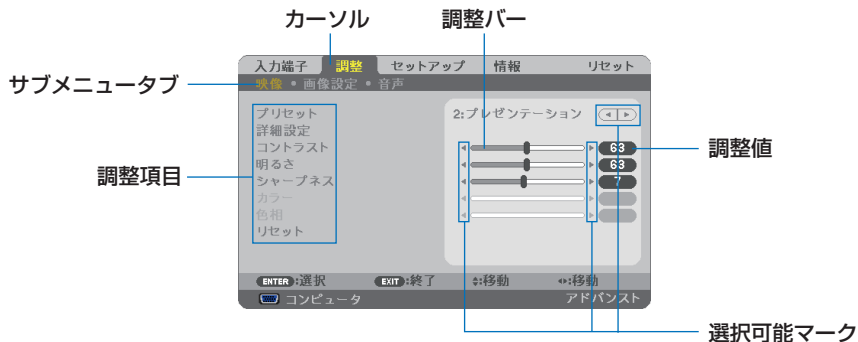 カーソル
調整バー
入力端子 調整 セットアップ 情報 リセット
サブメニュータブ
映像 • 画像設定 • 音声
プリセット
2:プレゼンテーション
詳細設定
コントラスト
63
調整値
明るさ
63
調整項目
シャープネス
7
カラー
色相
リセット
ENTER:選択 EXIT:終了 :移動 :移動
コンピュータ
アドバンスト
選択可能マーク